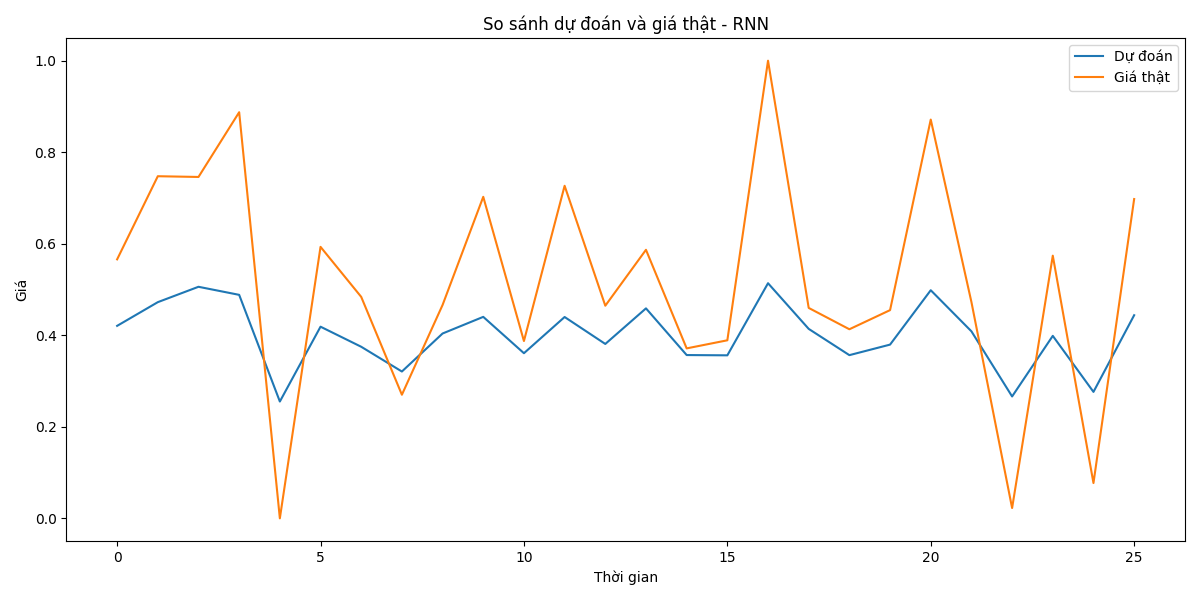 So sánh dự đoán và giá thật - RNN
Dự đoán
Giá thật
1.0
0.8
0.6
0.4
0.2
0.0
Giá
0 5 10 15 20 25
Thời gian